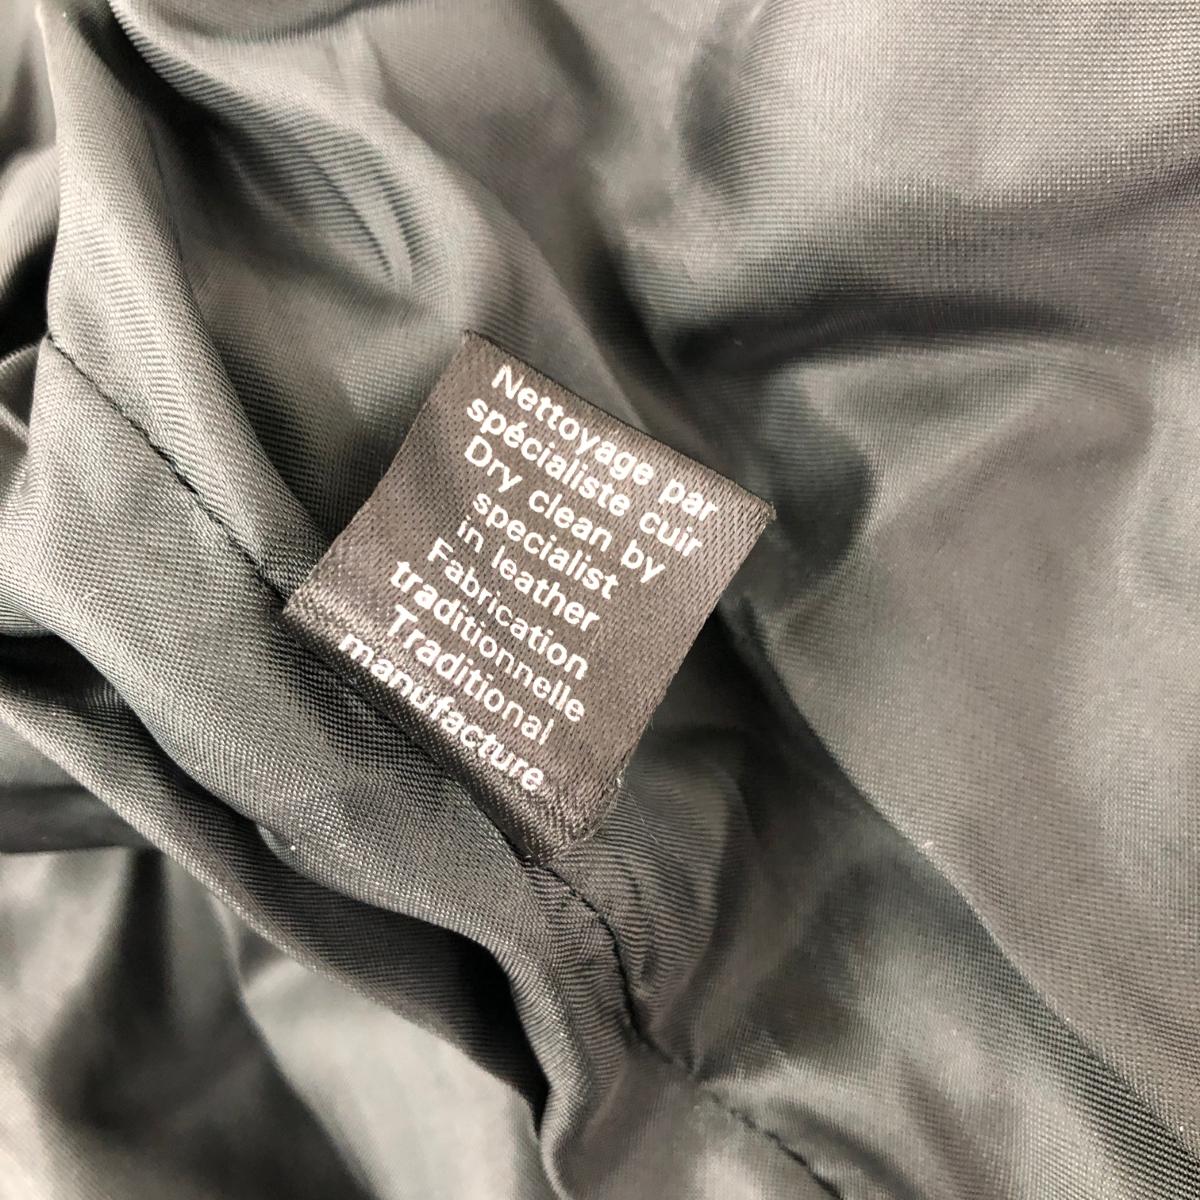 Nettoyage par
spécialiste cuir
Dry clean by
specialist
in leather
Fabrication
traditionnelle
Traditional
manufacture